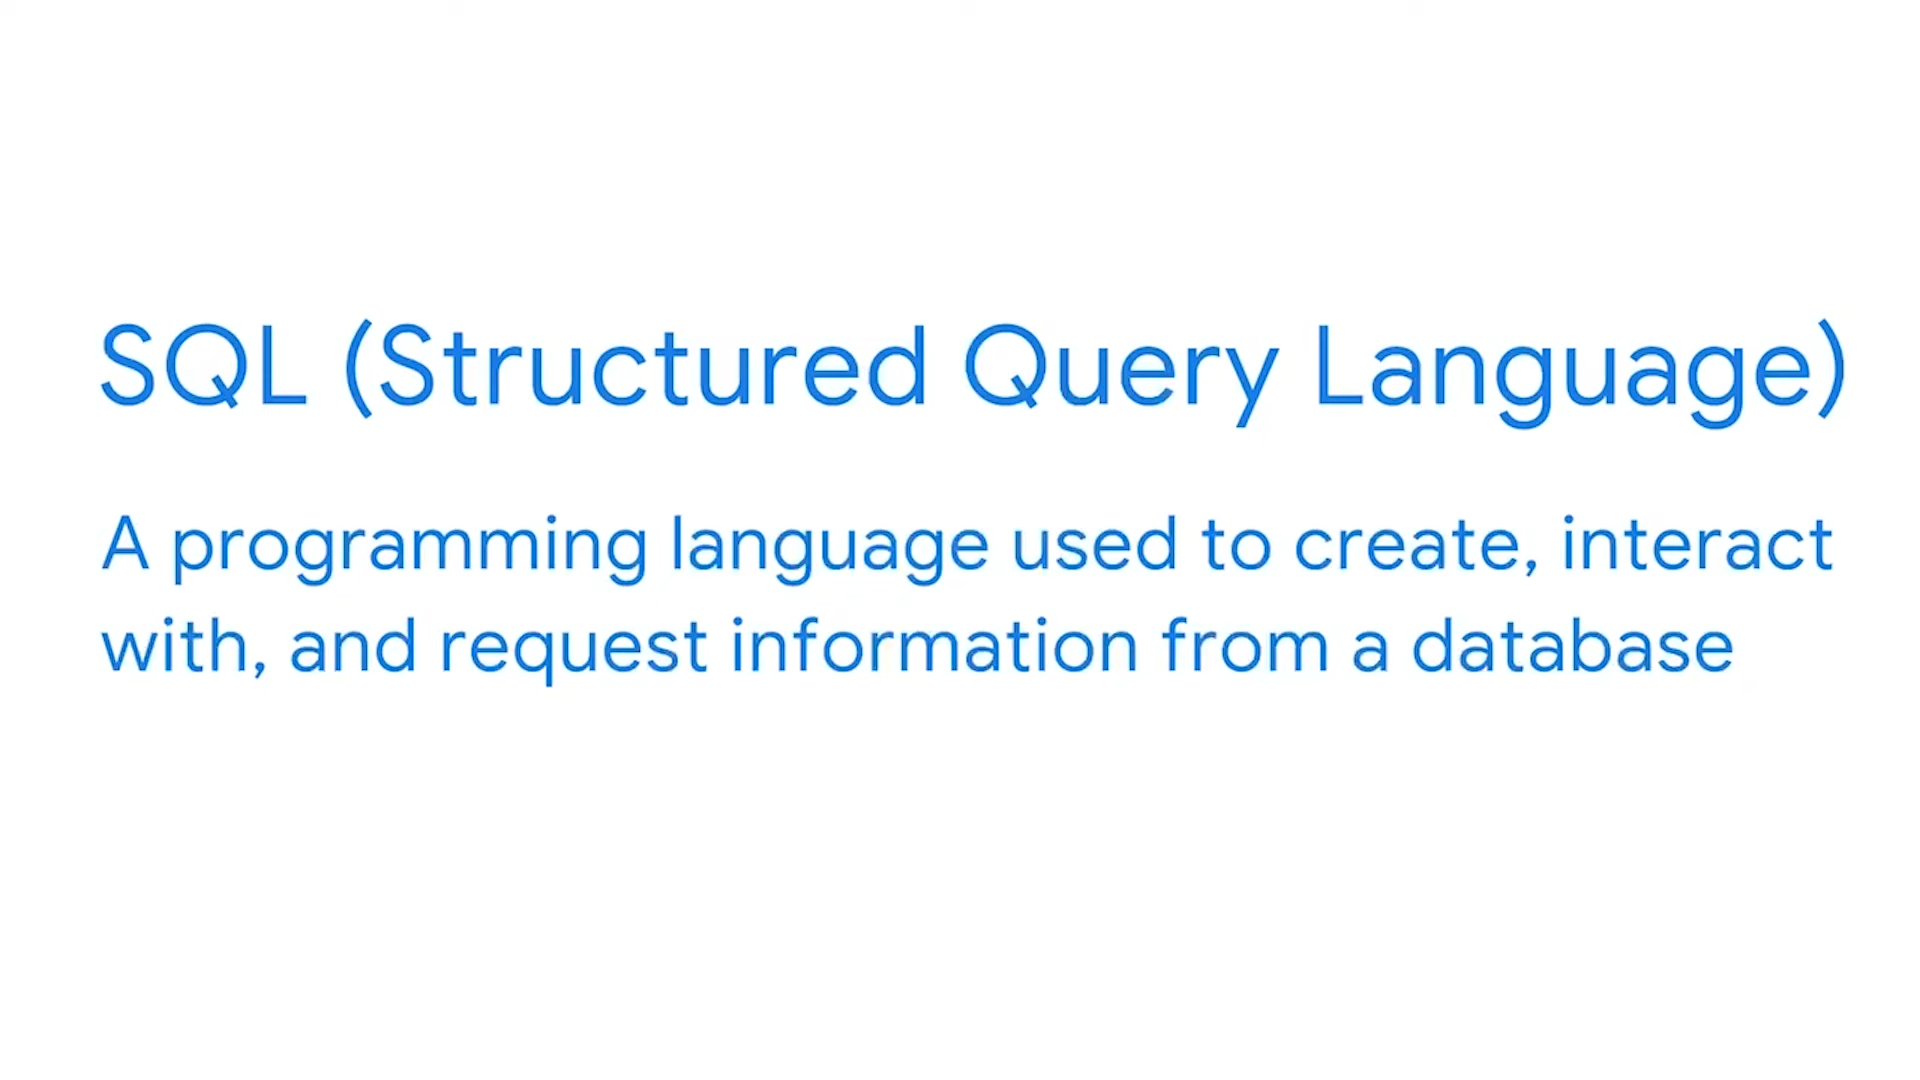 SQL (Structured Query Language)
A programming language used to create, interact
with, and request information from a database